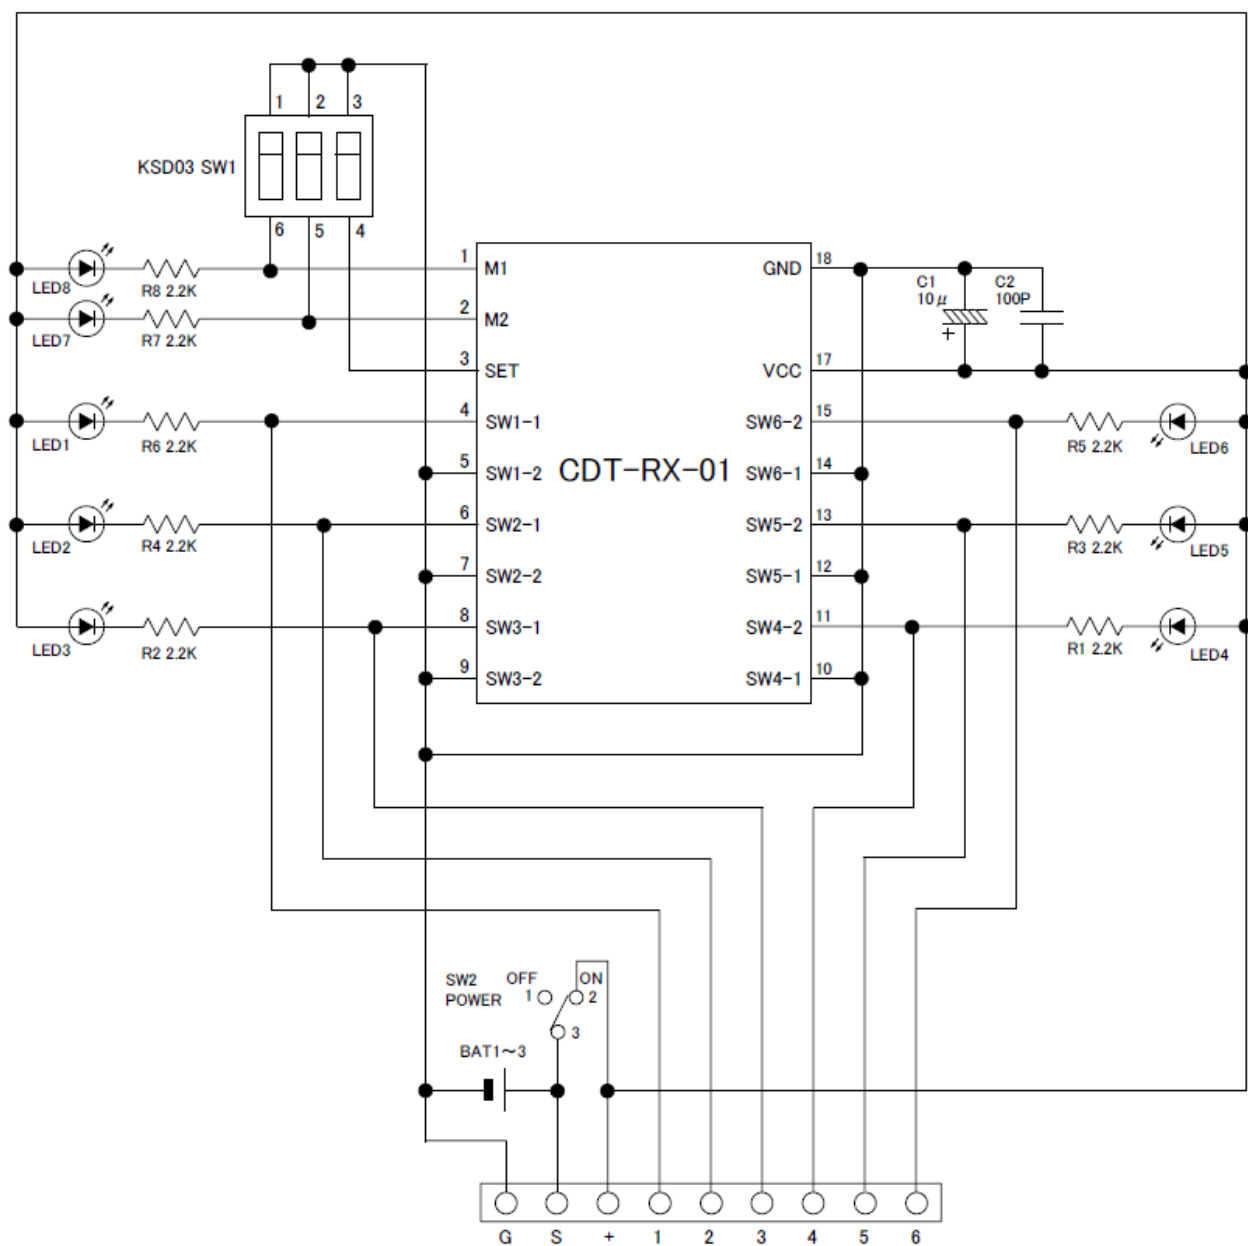 1 2 3
KSD03 SW1
6 5 4
LED8
R8 2.2K
1
M1
GND
18
C1
10μ
+
C2
100P
LED7
R7 2.2K
2
M2
3
SET
VCC
17
LED1
R6 2.2K
4
SW1-1
SW6-2
15
R5 2.2K
LED6
5
SW1-2
CDT-RX-01
SW6-1
14
LED2
R4 2.2K
6
SW2-1
SW5-2
13
R3 2.2K
LED5
7
SW2-2
SW5-1
12
LED3
R2 2.2K
8
SW3-1
SW4-2
11
R1 2.2K
LED4
9
SW3-2
SW4-1
10
SW2
POWER
OFF
1
ON
2
3
BAT1~3
G S + 1 2 3 4 5 6